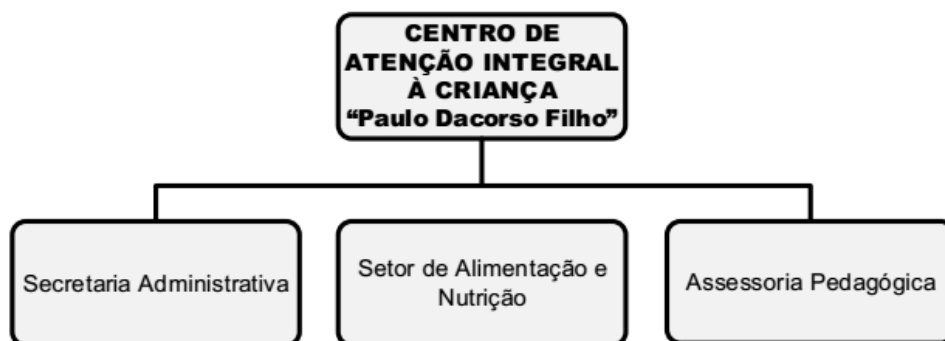 CENTRO DE
ATENÇÃO INTEGRAL
À CRIANÇA
“Paulo Dacorso Filho”
Secretaria Administrativa
Setor de Alimentação e
Nutrição
Assessoria Pedagógica